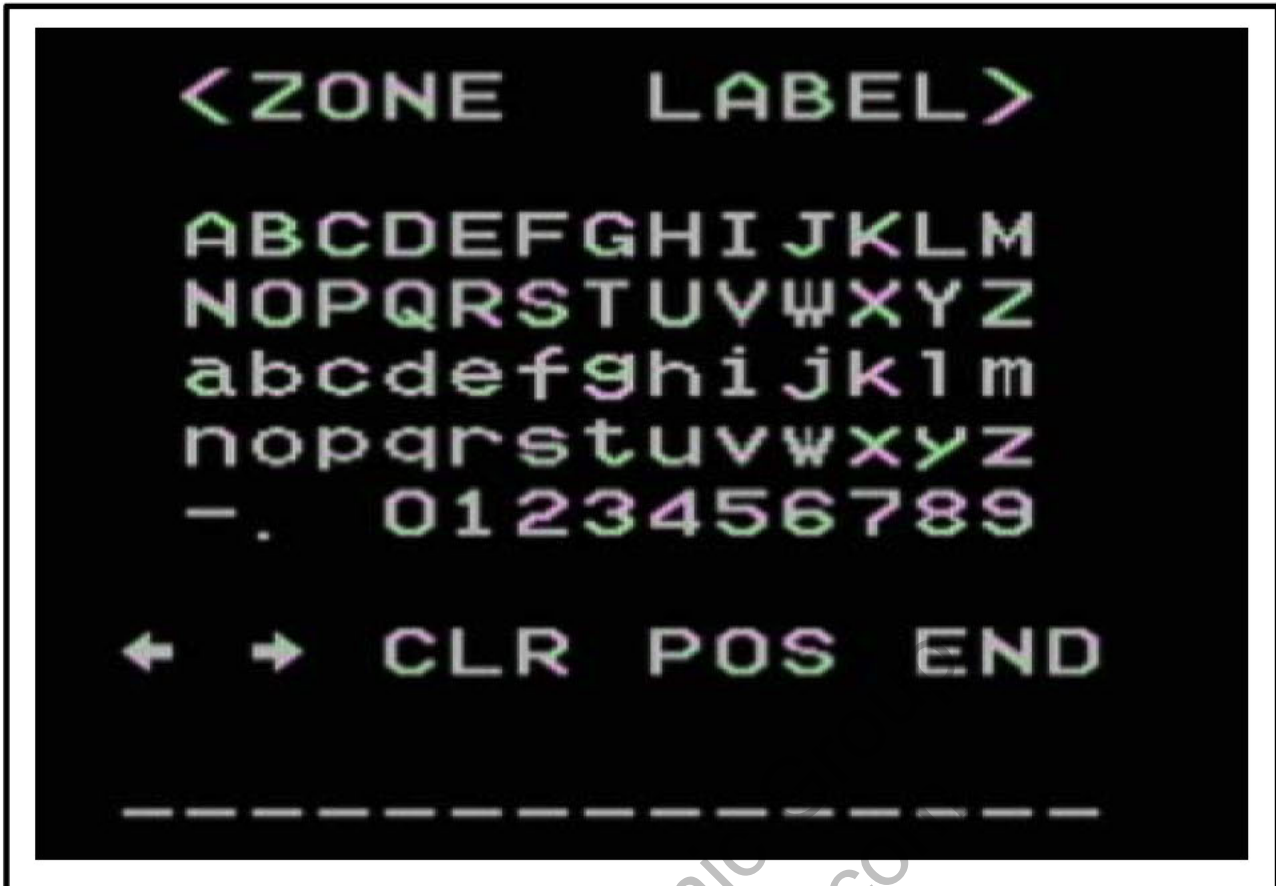 <ZONE LABEL>
ABCDEFGHIJKLM
NOPQRSTUVWXYZ
abcdefghijklm
nopqrstuvwxyz
-. 0123456789
← → CLR POS END
_ _ _ _ _ _ _ _ _ _ _ _ _ _ _